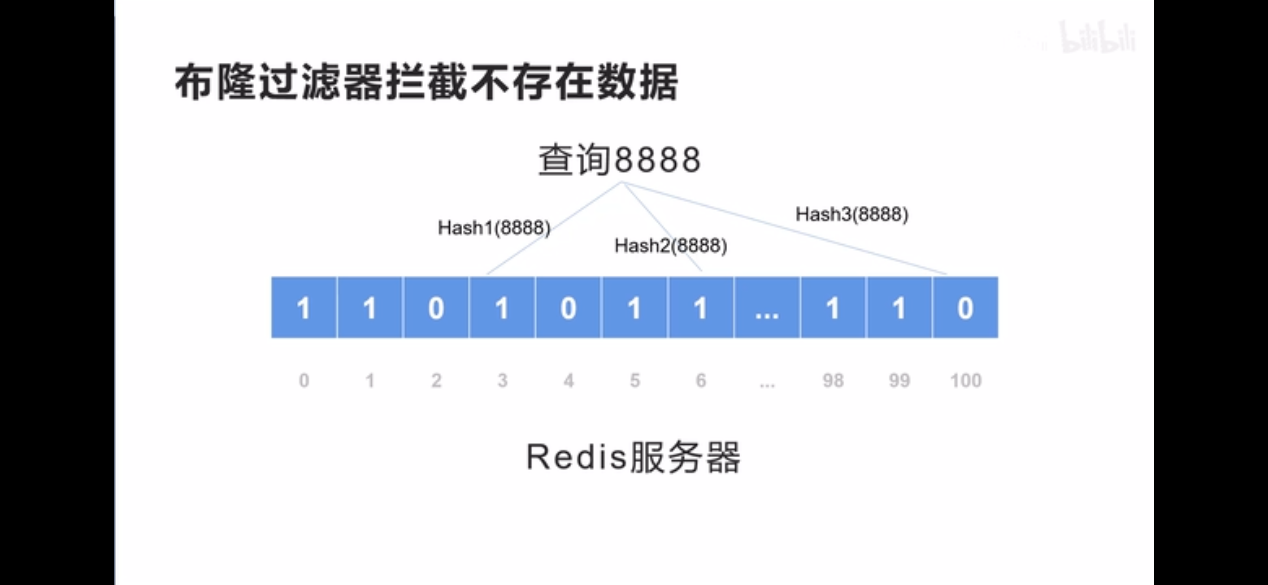 bilibili
布隆过滤器拦截不存在数据
查询8888
Hash1(8888)
Hash2(8888)
Hash3(8888)
1 1 0 1 0 1 1 ... 1 1 0
0 1 2 3 4 5 6 ... 98 99 100
Redis服务器